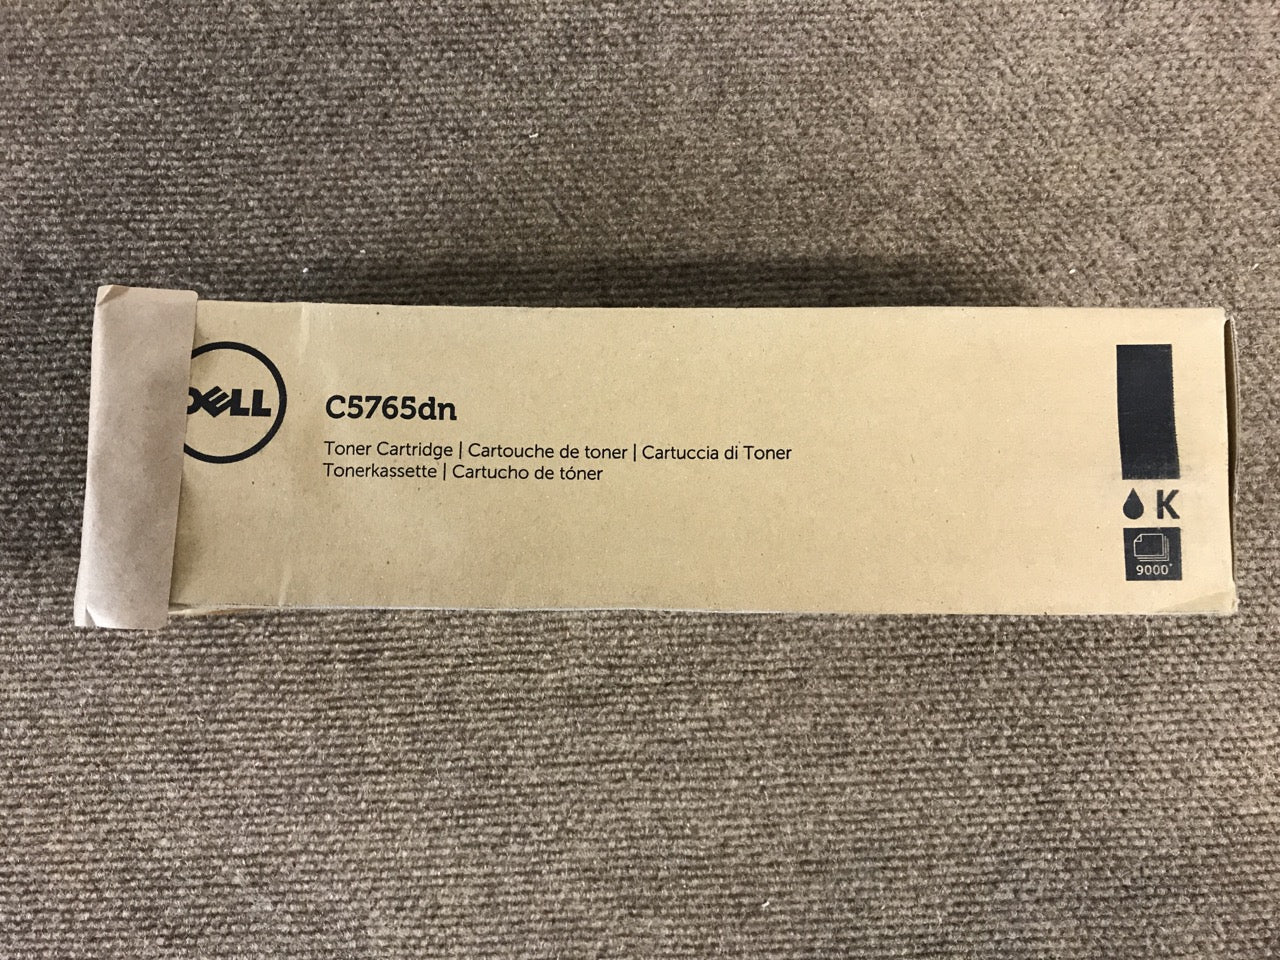 DELL
C5765dn
Toner Cartridge | Cartouche de toner | Cartuccia di Toner
Tonerkassette | Cartucho de tóner
K
9000*